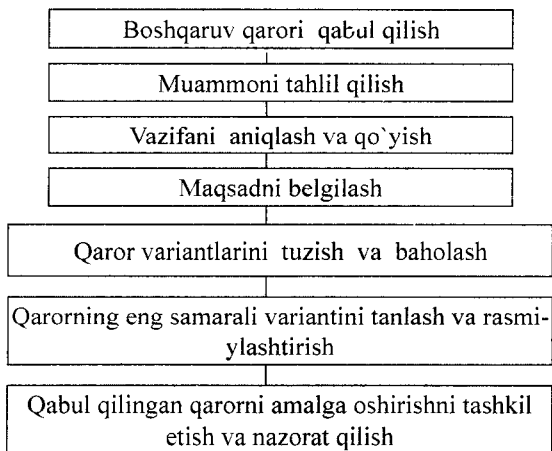 Boshqaruv qarori qabul qilish
Muammoni tahlil qilish
Vazifani aniqlash va qo`yish
Maqsadni belgilash
Qaror variantlarini tuzish va baholash
Qarorning eng samarali variantini tanlash va rasmi-
ylashtirish
Qabul qilingan qarorni amalga oshirishni tashkil
etish va nazorat qilish